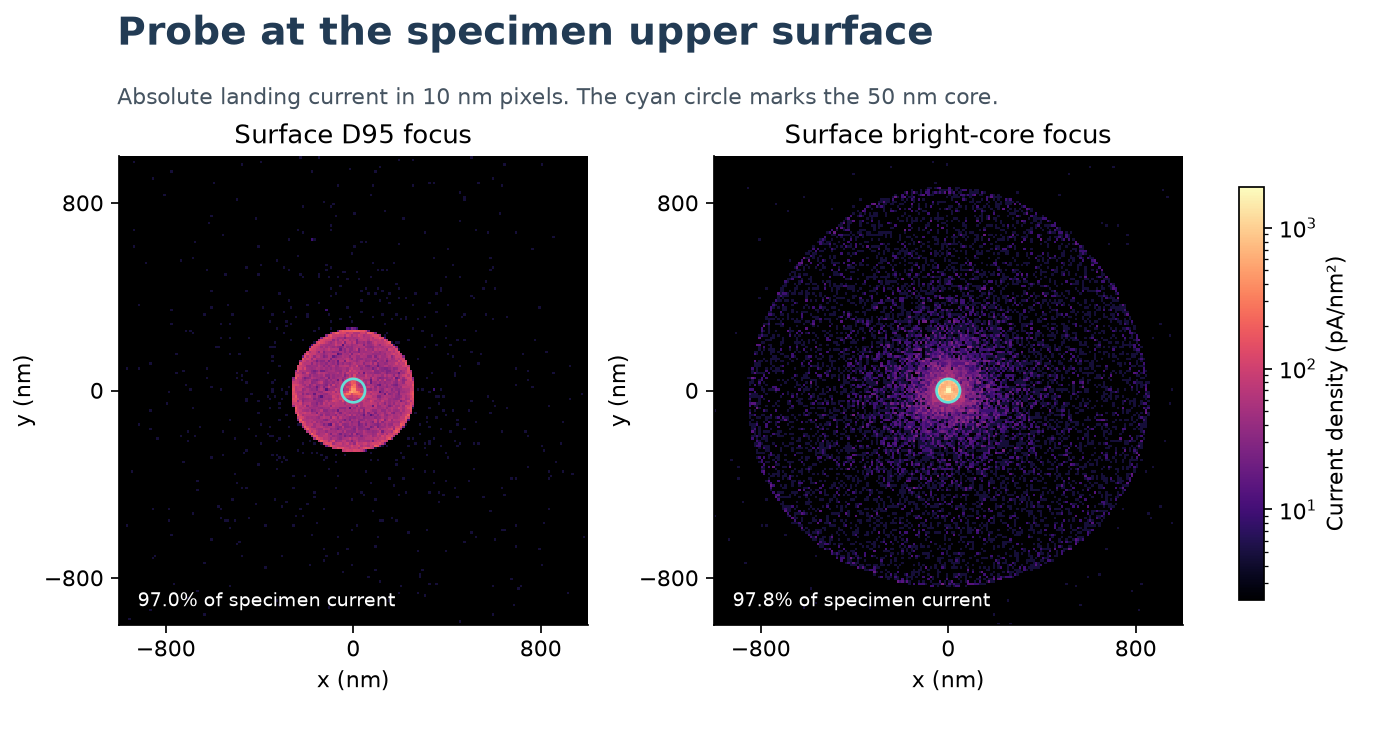 Probe at the specimen upper surface
Absolute landing current in 10 nm pixels. The cyan circle marks the 50 nm core.
Surface D95 focus
Surface bright-core focus
800
0
−800
y (nm)
97.0% of specimen current
−800 0 800
x (nm)
800
0
−800
y (nm)
97.8% of specimen current
−800 0 800
x (nm)
10³
10²
10¹
Current density (pA/nm²)